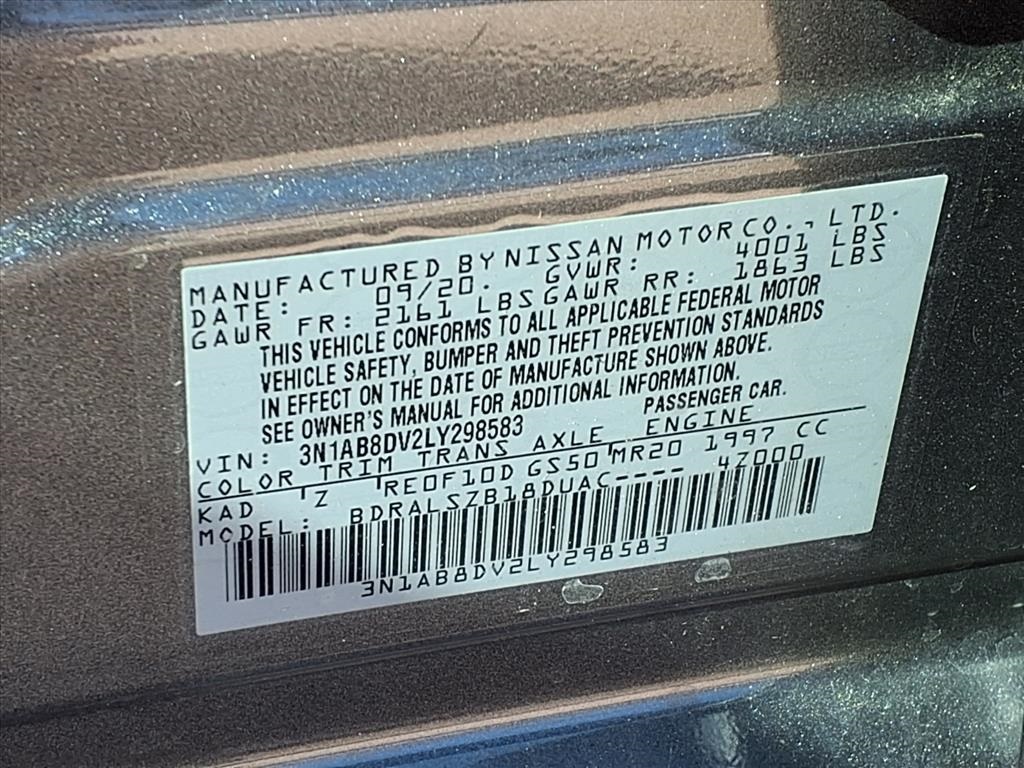 MANUFACTURED BY NISSAN MOTOR CO., LTD.
DATE: 09/20. GVWR: 4001 LBS
GAWR FR: 2161 LBS GAWR RR: 1863 LBS
THIS VEHICLE CONFORMS TO ALL APPLICABLE FEDERAL MOTOR
VEHICLE SAFETY, BUMPER AND THEFT PREVENTION STANDARDS
IN EFFECT ON THE DATE OF MANUFACTURE SHOWN ABOVE.
SEE OWNER'S MANUAL FOR ADDITIONAL INFORMATION.
VIN: 3N1AB8DV2LY298583 PASSENGER CAR.
COLOR TRIM TRANS AXLE ENGINE
KAD Z RE0F10D GS50 MR20 1997 CC
MODEL: BDRALSZB18DUAC---- 4Z000
3N1AB8DV2LY298583